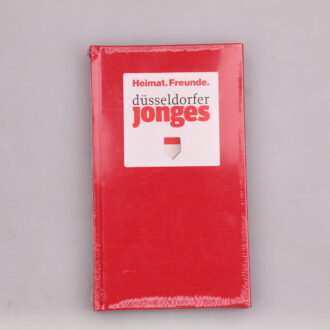 Heimat.Freunde.
düsseldorfer
jonges